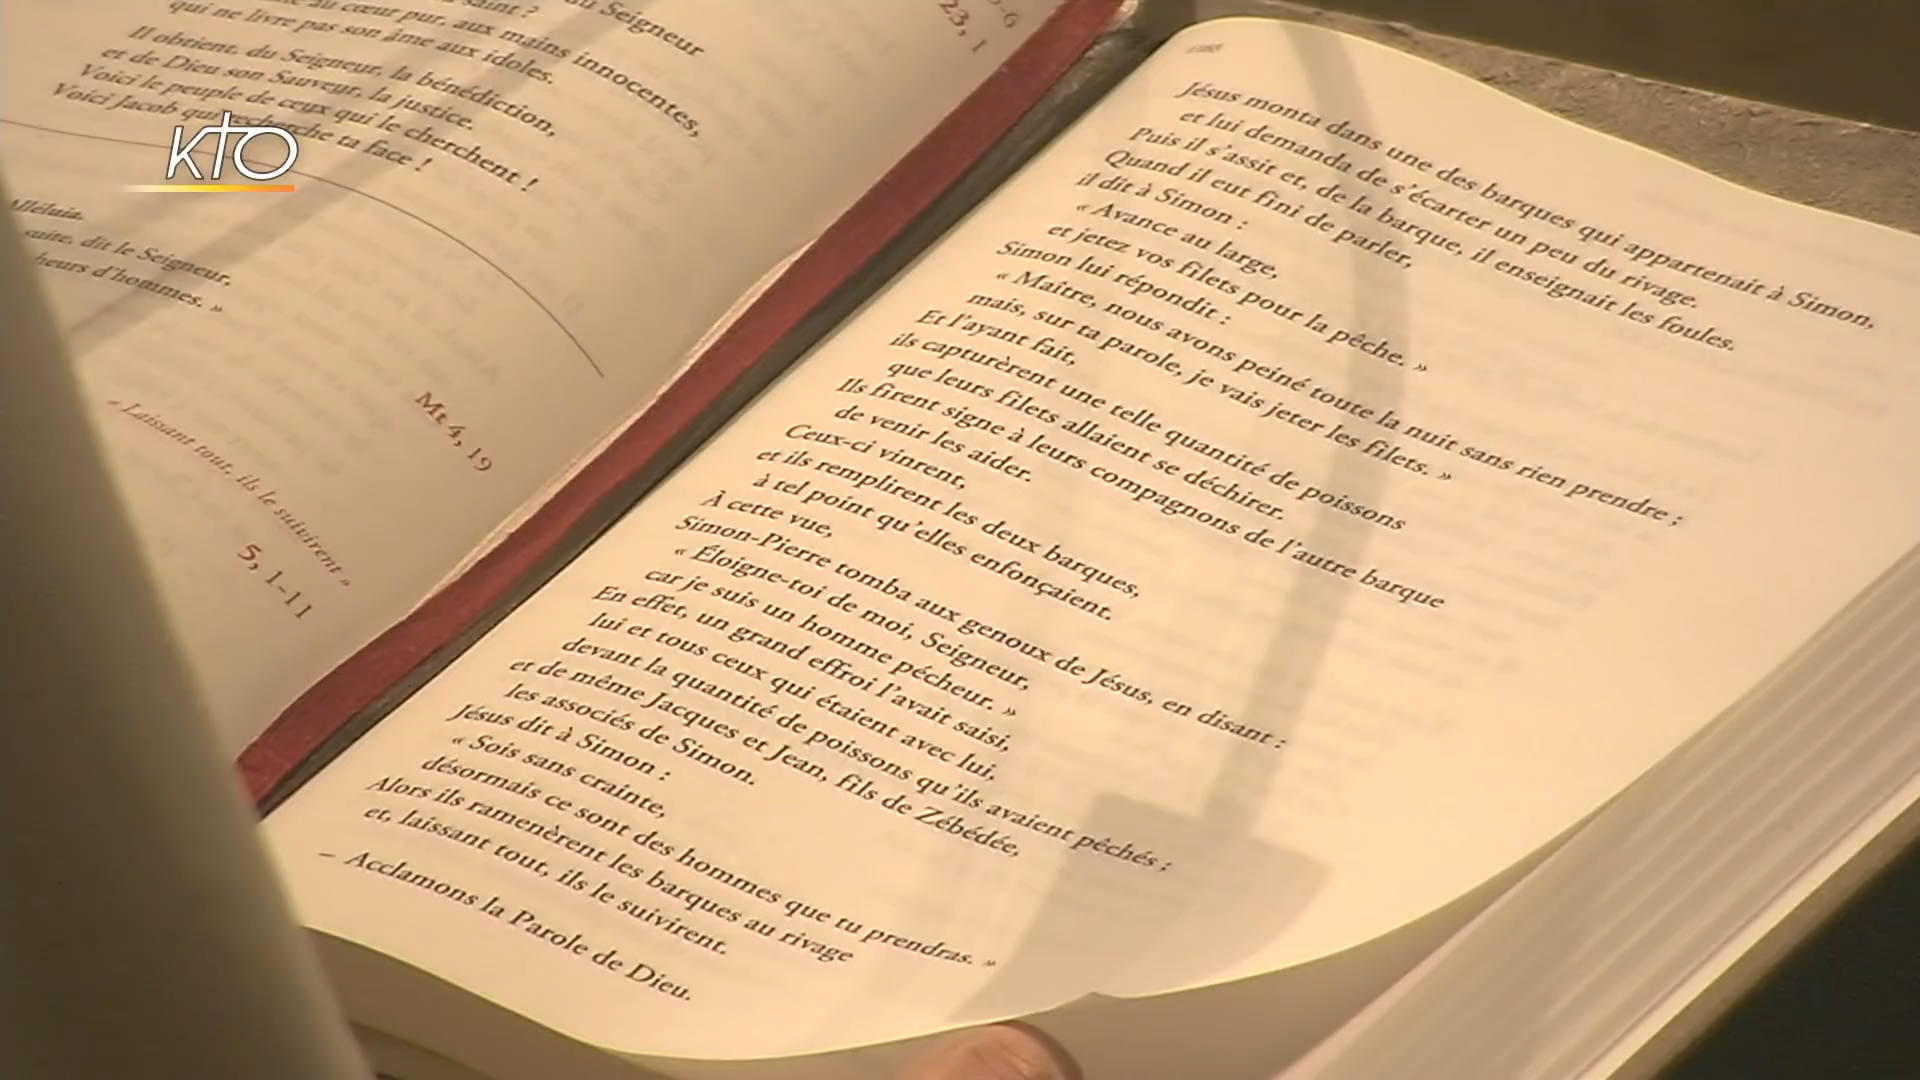 du Seigneur
saint ?
au cœur pur, aux mains innocentes,
qui ne livre pas son âme aux idoles.
Il obtient, du Seigneur, la bénédiction,
et de Dieu son Sauveur, la justice.
Voici le peuple de ceux qui le cherchent !
Voici Jacob qui recherche ta face !
KTO
Alléluia.
suite, dit le Seigneur,
heurs d'hommes. »
Mt 4, 19
« Laissant tout, ils le suivirent »
5, 1-11
23, 1
Jésus monta dans une des barques qui appartenait à Simon,
et lui demanda de s'écarter un peu du rivage.
Puis il s'assit et, de la barque, il enseignait les foules.
Quand il eut fini de parler,
il dit à Simon :
« Avance au large,
et jetez vos filets pour la pêche. »
Simon lui répondit :
« Maître, nous avons peiné toute la nuit sans rien prendre ;
mais, sur ta parole, je vais jeter les filets. »
Et l'ayant fait,
ils capturèrent une telle quantité de poissons
que leurs filets allaient se déchirer.
Ils firent signe à leurs compagnons de l'autre barque
de venir les aider.
Ceux-ci vinrent,
et ils remplirent les deux barques,
à tel point qu'elles enfonçaient.
À cette vue,
Simon-Pierre tomba aux genoux de Jésus, en disant :
« Éloigne-toi de moi, Seigneur,
car je suis un homme pécheur. »
En effet, un grand effroi l'avait saisi,
lui et tous ceux qui étaient avec lui,
devant la quantité de poissons qu'ils avaient pêchés ;
et de même Jacques et Jean, fils de Zébédée,
les associés de Simon.
Jésus dit à Simon :
« Sois sans crainte,
désormais ce sont des hommes que tu prendras. »
Alors ils ramenèrent les barques au rivage
et, laissant tout, ils le suivirent.
– Acclamons la Parole de Dieu.